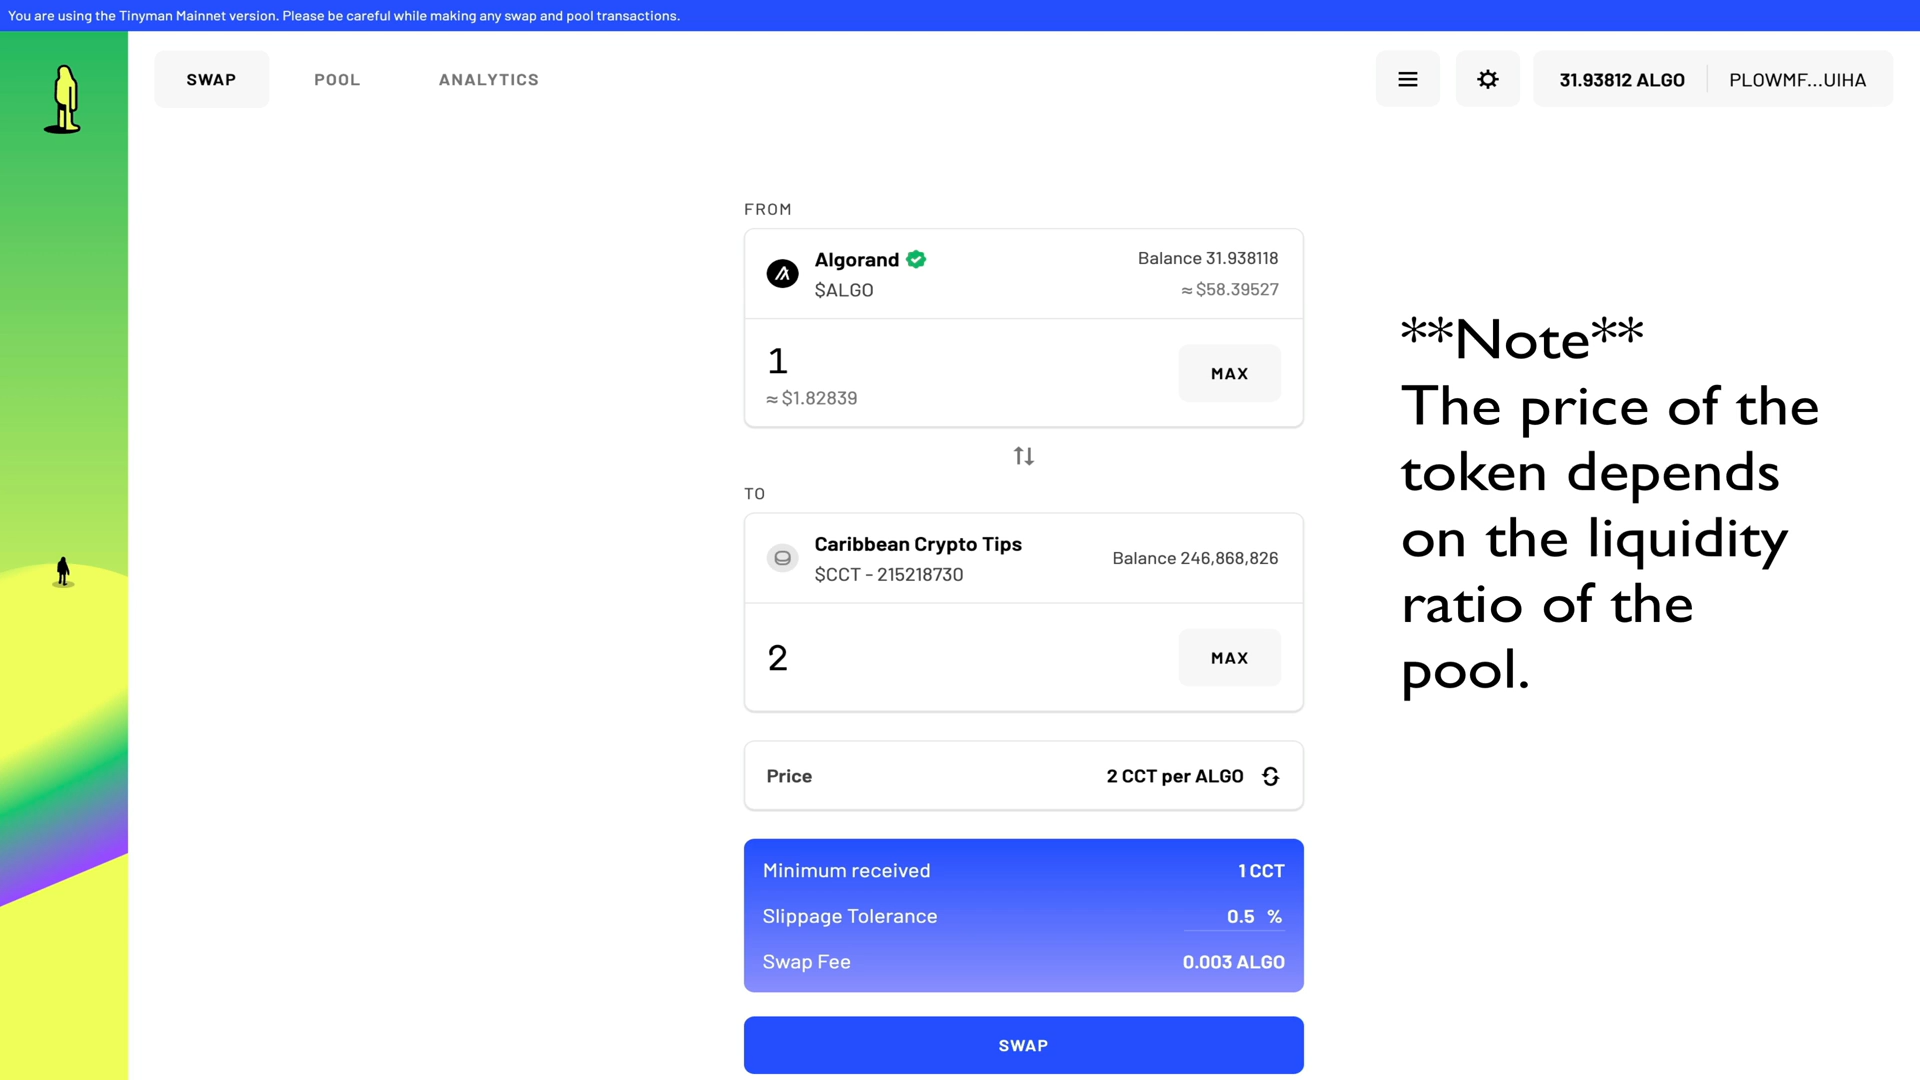 You are using the Tinyman Mainnet version. Please be careful while making any swap and pool transactions.
SWAP
POOL
ANALYTICS
31.93812 ALGO
PLOWMF...UIHA
FROM
Algorand
$ALGO
Balance 31.938118
≈ $58.39527
1
≈ $1.82839
MAX
TO
Caribbean Crypto Tips
$CCT - 215218730
Balance 246,868,826
2
MAX
Price
2 CCT per ALGO
Minimum received
1 CCT
Slippage Tolerance
0.5 %
Swap Fee
0.003 ALGO
SWAP
**Note**
The price of the
token depends
on the liquidity
ratio of the
pool.